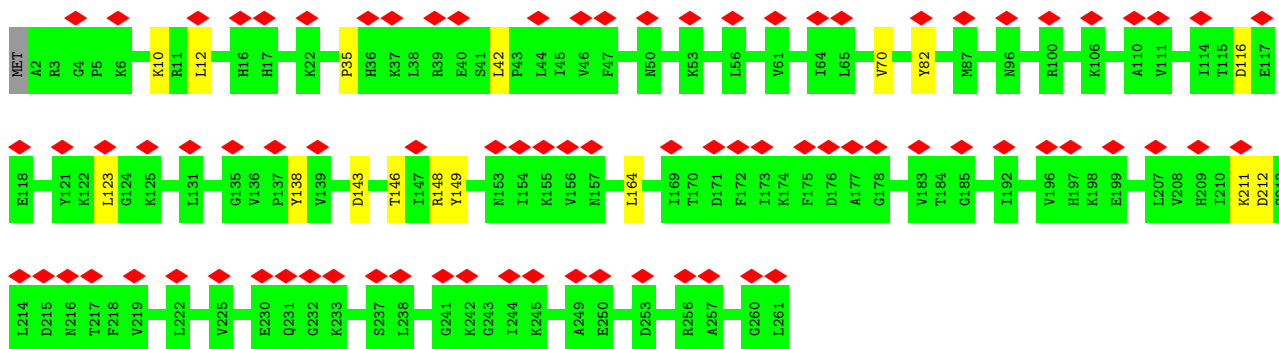 MET A2 R3 G4 P5 K6 K10 R11 L12 H16 H17 K22 P35 H36 K37 L38 R39 E40 S41 L42 P43 L44 I45 V46 F47 N50 K53 L56 V61 I64 L65 V70 Y82 M87 N96 R100 K106 A110 V111 I114 T115 D116 E117
E118 Y121 K122 L123 G124 K125 L131 G135 V136 P137 Y138 V139 D143 T146 I147 R148 Y149 N153 I154 K155 V156 N157 L164 I169 T170 D171 F172 I173 K174 F175 D176 A177 G178 V183 T184 G185 I192 V196 H197 K198 E199 L207 V208 H209 I210 K211 D212
L214 D215 N216 T217 F218 V219 L222 V225 E230 Q231 G232 K233 S237 L238 G241 K242 G243 I244 K245 A249 E250 D253 R256 A257 G260 L261